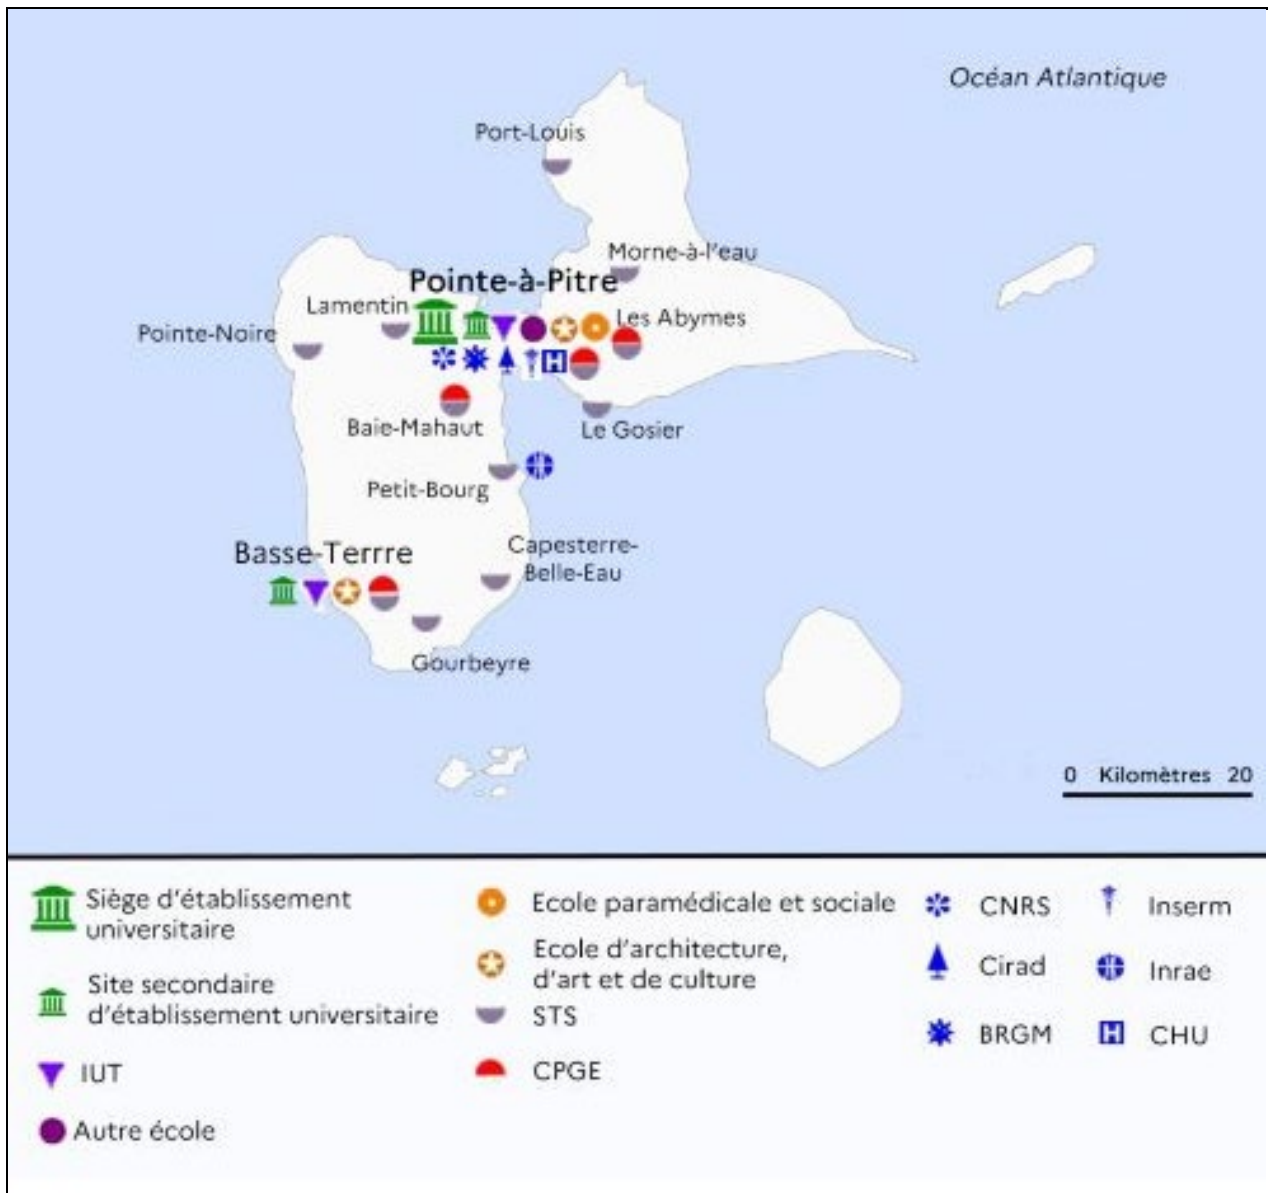 Océan Atlantique
Port-Louis
Morne-à-l'eau
Pointe-à-Pitre
Lamentin
Les Abymes
Pointe-Noire
Baie-Mahaut
Le Gosier
Petit-Bourg
Basse-Terrre
Capesterre-
Belle-Eau
Gourbeyre
0 Kilomètres 20
Siège d'établissement
universitaire
Site secondaire
d'établissement universitaire
IUT
Autre école
Ecole paramédicale et sociale
Ecole d'architecture,
d'art et de culture
STS
CPGE
CNRS
Cirad
BRGM
Inserm
Inrae
H CHU